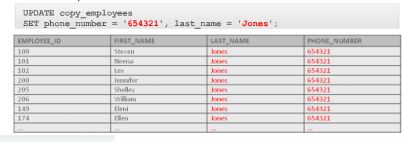 UPDATE copy_employees
SET phone_number = '654321', last_name = 'Jones';
EMPLOYEE_ID FIRST_NAME LAST_NAME PHONE_NUMBER
100 Steven Jones 654321
101 Neena Jones 654321
102 Lex Jones 654321
200 Jennifer Jones 654321
205 Shelley Jones 654321
206 William Jones 654321
149 Eleni Jones 654321
174 Ellen Jones 654321
... ... ... ...